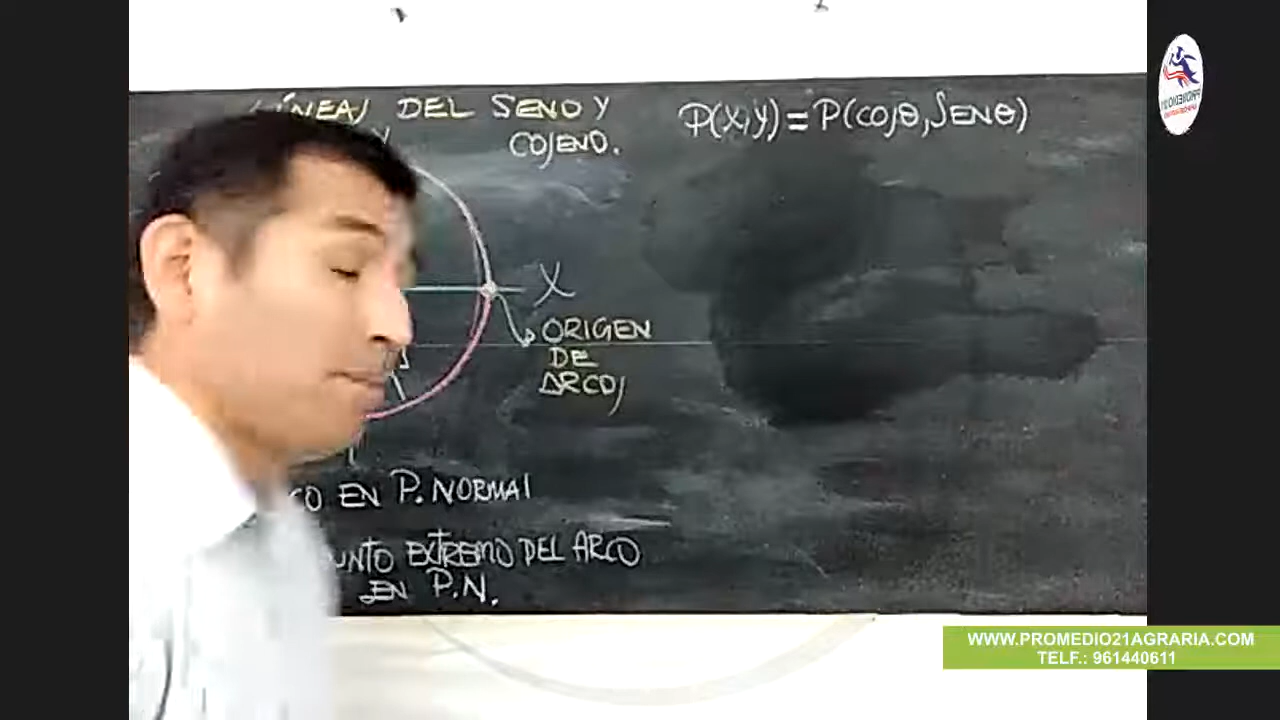 LÍNEAS DEL SENO Y
COSENO.
Y
P(X,Y) = P(COSθ, SENθ)
X
ORIGEN
DE
ARCOS
EN P. NORMAL
EXTREMO DEL ARCO
EN P.N.
WWW.PROMEDIO21AGRARIA.COM
TELF.: 961440611